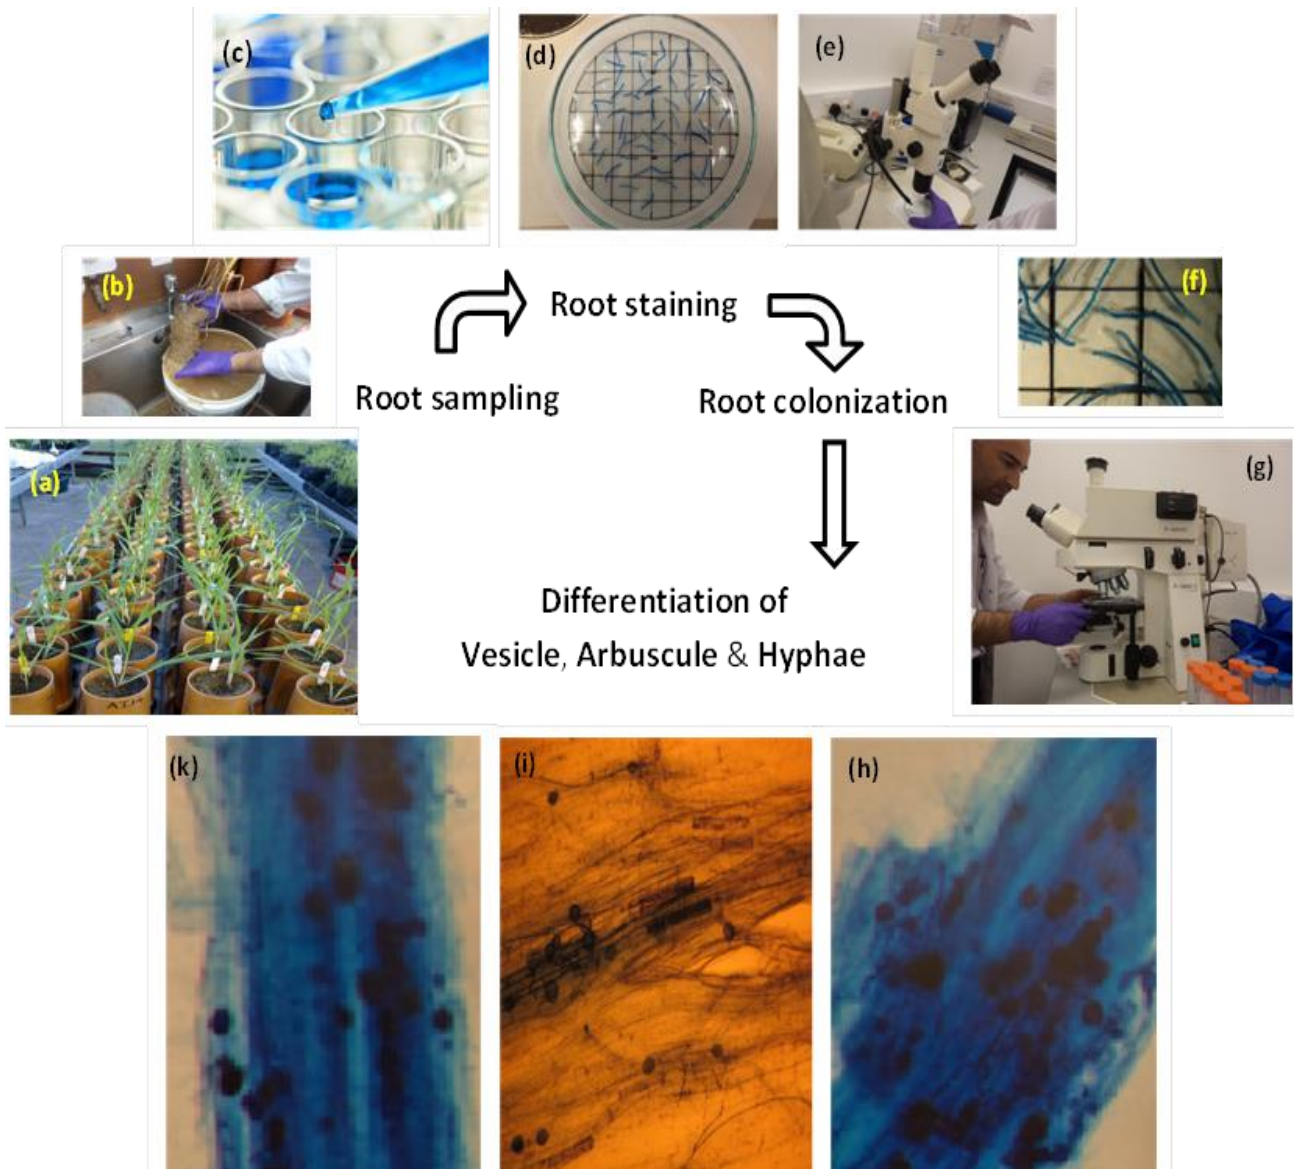 (c)
(d)
(e)
(b)
(f)
Root staining
Root sampling
Root colonization
(a)
(g)
Differentiation of
Vesicle, Arbuscule & Hyphae
(k)
(i)
(h)